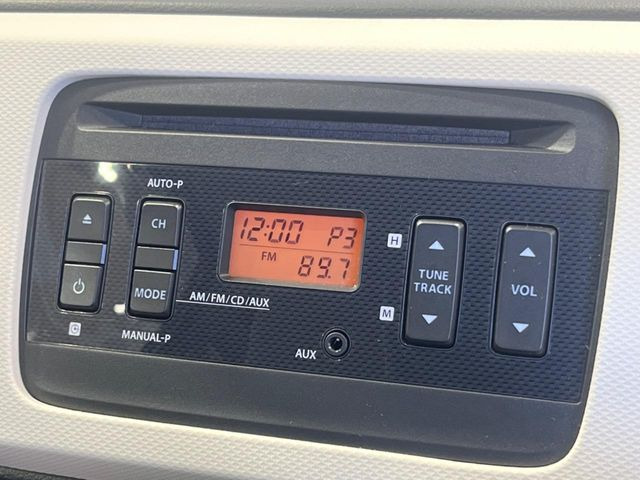 AUTO-P
CH
MODE
AM/FM/CD/AUX
MANUAL-P
12:00 P3
FM 89.7
AUX
H
M
TUNE
TRACK
VOL